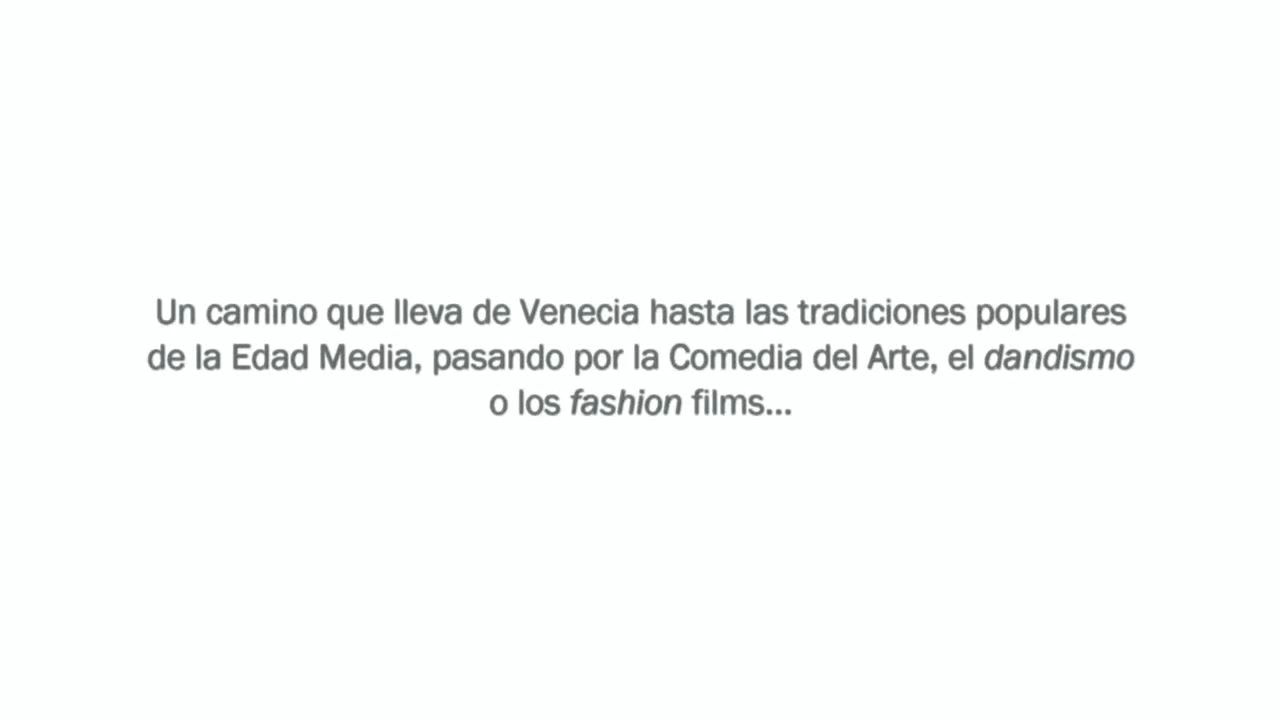 Un camino que lleva de Venecia hasta las tradiciones populares
de la Edad Media, pasando por la Comedia del Arte, el dandismo
o los fashion films...